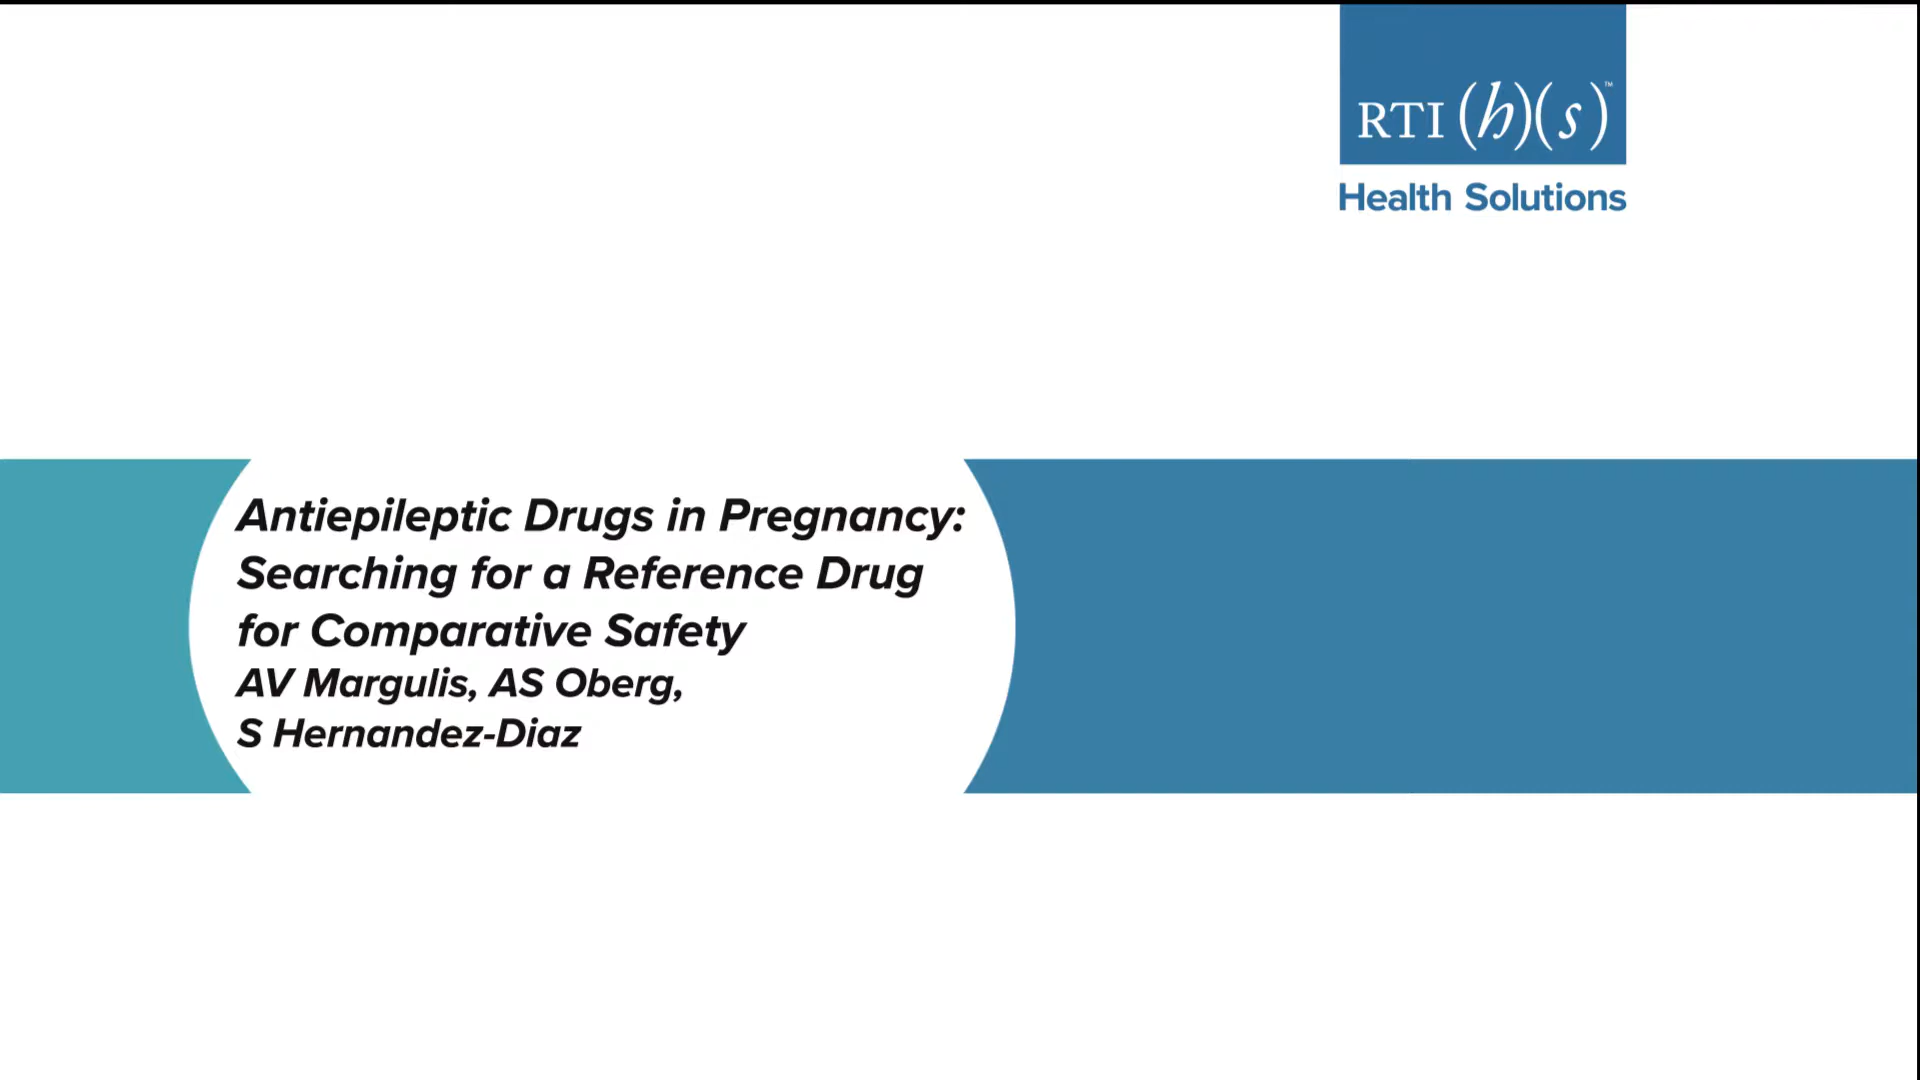 RTI (h)(s)™
Health Solutions
Antiepileptic Drugs in Pregnancy:
Searching for a Reference Drug
for Comparative Safety
AV Margulis, AS Oberg,
S Hernandez-Diaz